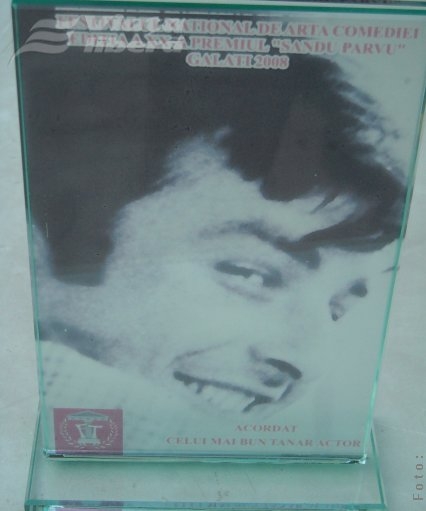 NATIONAL DE ARTA COMEDIEI
PREMIUL "SANDU PARVU"
GALATI 2008
ACORDAT
CELUI MAI BUN TANAR ACTOR
Foto: